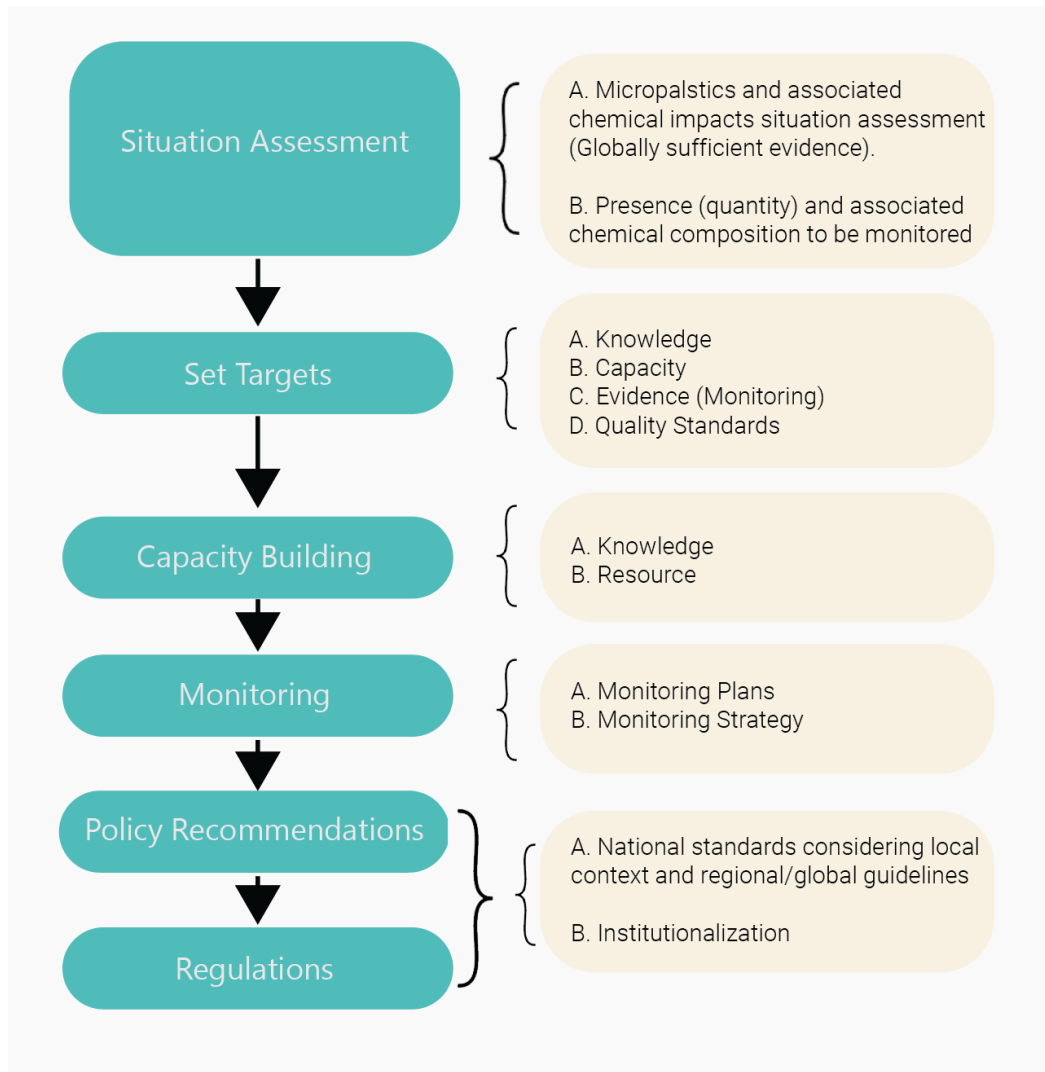 Situation Assessment
A. Micropalstics and associated
chemical impacts situation assessment
(Globally sufficient evidence).
B. Presence (quantity) and associated
chemical composition to be monitored
Set Targets
A. Knowledge
B. Capacity
C. Evidence (Monitoring)
D. Quality Standards
Capacity Building
A. Knowledge
B. Resource
Monitoring
A. Monitoring Plans
B. Monitoring Strategy
Policy Recommendations
Regulations
A. National standards considering local
context and regional/global guidelines
B. Institutionalization